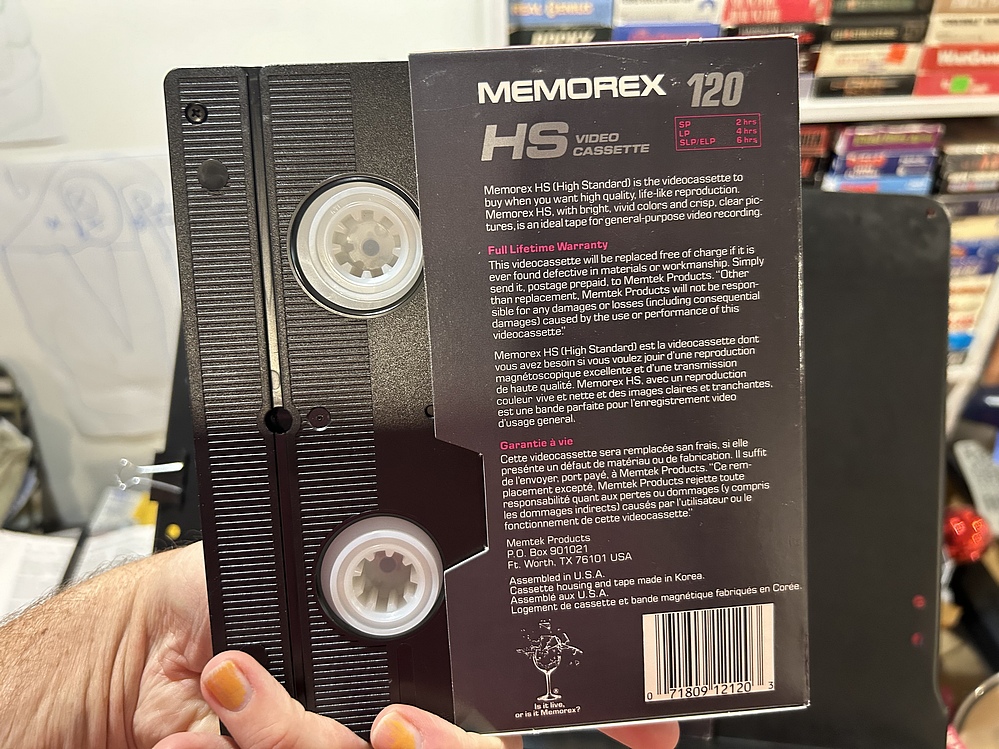 MEMOREX 120
HS VIDEO
CASSETTE
SP 2 hrs
LP 4 hrs
SLP/ELP 6 hrs
Memorex HS (High Standard) is the videocassette to
buy when you want high quality, life-like reproduction.
Memorex HS, with bright, vivid colors and crisp, clear pic-
tures, is an ideal tape for general-purpose video recording.
Full Lifetime Warranty
This videocassette will be replaced free of charge if it is
ever found defective in materials or workmanship. Simply
send it, postage prepaid, to Memtek Products. "Other
than replacement, Memtek Products will not be respon-
sible for any damages or losses (including consequential
damages) caused by the use or performance of this
videocassette."
Memorex HS (High Standard) est la videocassette dont
vous avez besoin si vous voulez jouir d'une reproduction
magnétoscopique excellente et d'une transmission
de haute qualité. Memorex HS, avec un reproduction
couleur vive et nette et des images claires et tranchantes,
est une bande parfaite pour l'enregistrement video
d'usage general.
Garantie à vie
Cette videocassette sera remplacée san frais, si elle
présénte un défaut de matériau ou de fabrication. Il suffit
de l'envoyer, port payé, à Memtek Products. "Ce rem-
placement excepté, Memtek Products rejette toute
responsabilité quant aux pertes ou dommages (y compris
les dommages indirects) causés par l'utilisateur ou le
fonctionnement de cette videocassette."
Memtek Products
P.O. Box 901021
Ft. Worth, TX 76101 USA
Assembled in U.S.A.
Cassette housing and tape made in Korea.
Assemblé aux U.S.A.
Logement de cassette et bande magnétique fabriqués en Corée.
Is it live,
or is it Memorex?
0 71809 12120 3